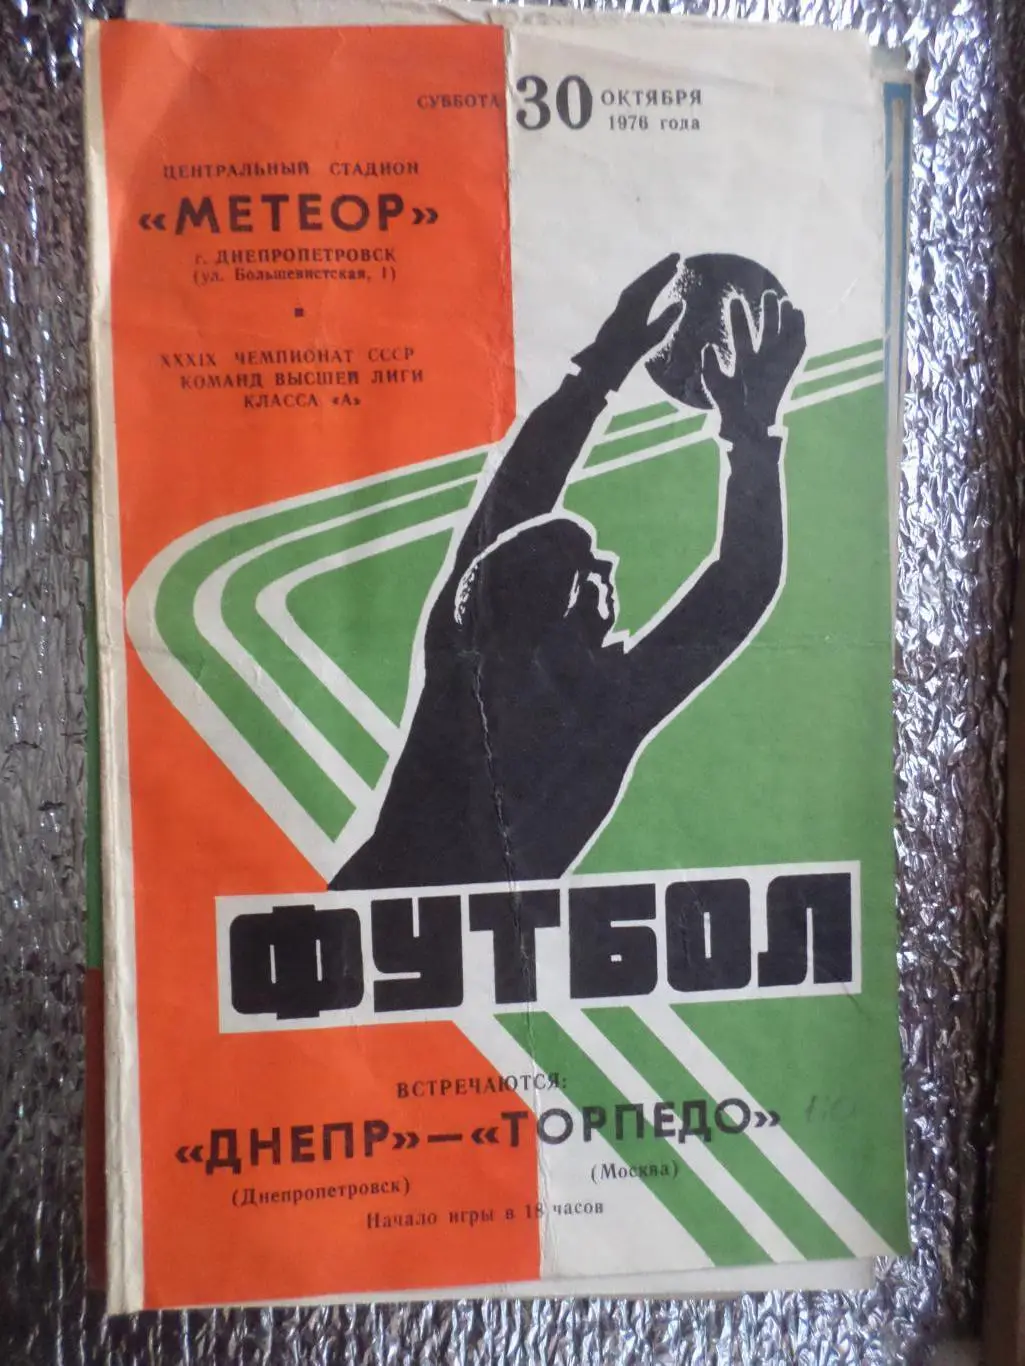 СУББОТА 30 ОКТЯБРЯ
1976 года
ЦЕНТРАЛЬНЫЙ СТАДИОН
«МЕТЕОР»
г. ДНЕПРОПЕТРОВСК
(ул. Большевистская, 1)
XXXIX ЧЕМПИОНАТ СССР
КОМАНД ВЫСШЕЙ ЛИГИ
КЛАССА «А»
ФУТБОЛ
ВСТРЕЧАЮТСЯ:
«ДНЕПР» — «ТОРПЕДО»
(Днепропетровск) (Москва)
Начало игры в 18 часов